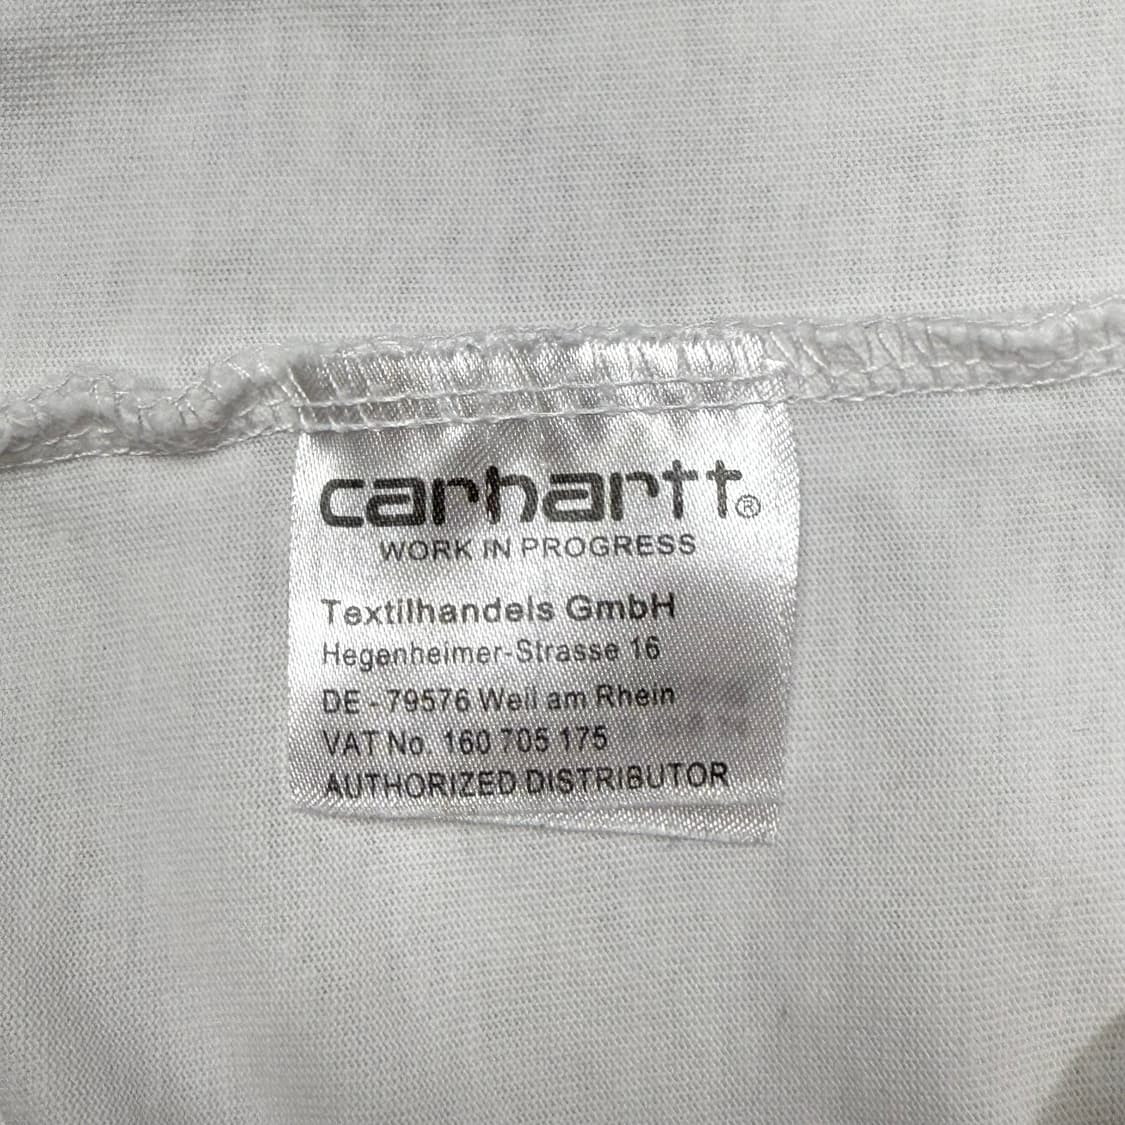 carhartt®
WORK IN PROGRESS
Textilhandels GmbH
Hegenheimer-Strasse 16
DE - 79576 Weil am Rhein
VAT No. 160 705 175
AUTHORIZED DISTRIBUTOR